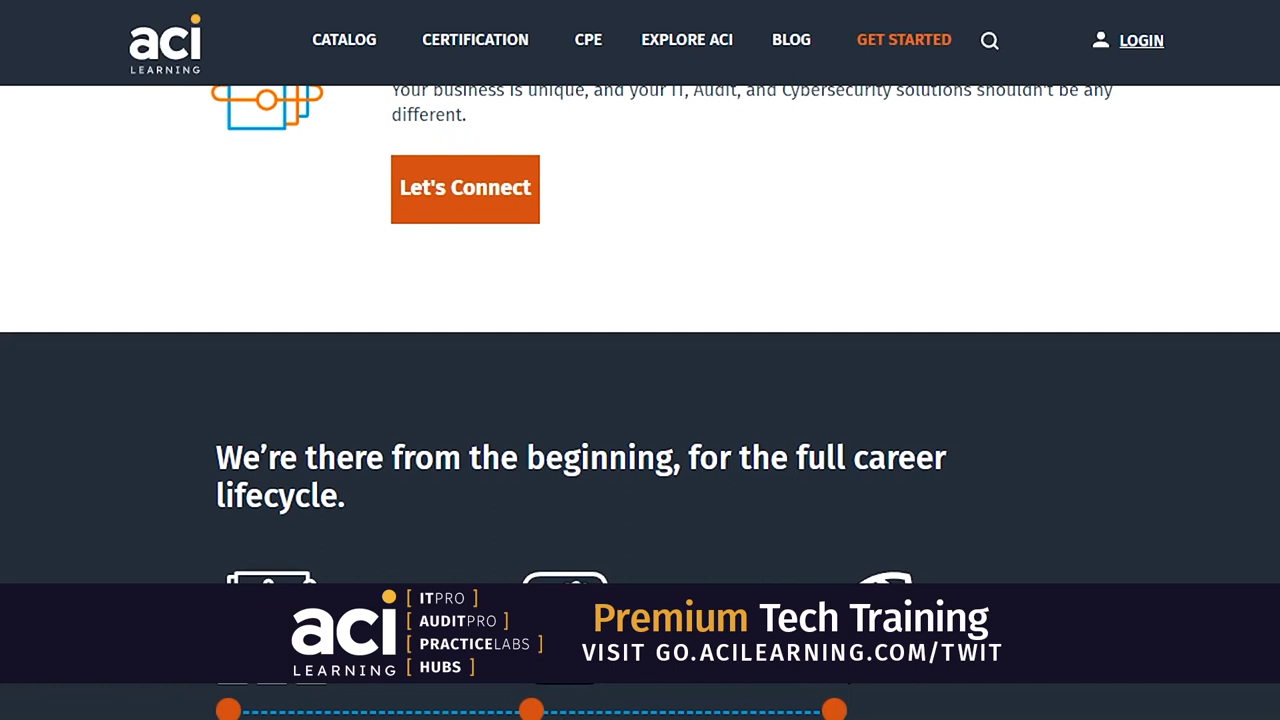 aci
LEARNING
CATALOG CERTIFICATION CPE EXPLORE ACI BLOG GET STARTED LOGIN
Your business is unique, and your IT, Audit, and Cybersecurity solutions shouldn't be any
different.
Let's Connect
We’re there from the beginning, for the full career
lifecycle.
aci
LEARNING
[ ITPRO ]
[ AUDITPRO ]
[ PRACTICELABS ]
[ HUBS ]
Premium Tech Training
VISIT GO.ACILEARNING.COM/TWIT